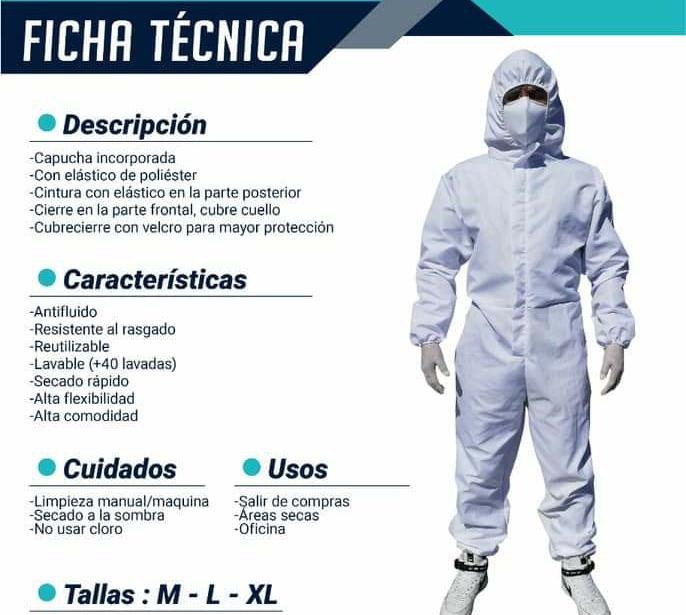 FICHA TÉCNICA
Descripción
-Capucha incorporada
-Con elástico de poliéster
-Cintura con elástico en la parte posterior
-Cierre en la parte frontal, cubre cuello
-Cubrecierre con velcro para mayor protección
Características
-Antifluido
-Resistente al rasgado
-Reutilizable
-Lavable (+40 lavadas)
-Secado rápido
-Alta flexibilidad
-Alta comodidad
Cuidados
-Limpieza manual/maquina
-Secado a la sombra
-No usar cloro
Usos
-Salir de compras
-Áreas secas
-Oficina
Tallas : M - L - XL